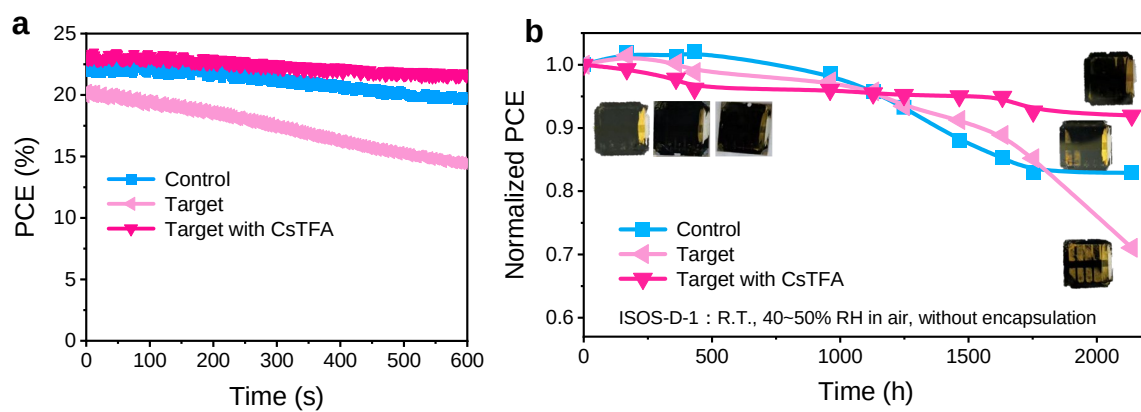 a
25
20
15
10
5
0
0 100 200 300 400 500 600
PCE (%)
Time (s)
Control
Target
Target with CsTFA
b
1.0
0.9
0.8
0.7
0.6
0 500 1000 1500 2000
Normalized PCE
Time (h)
Control
Target
Target with CsTFA
ISOS-D-1：R.T., 40~50% RH in air, without encapsulation